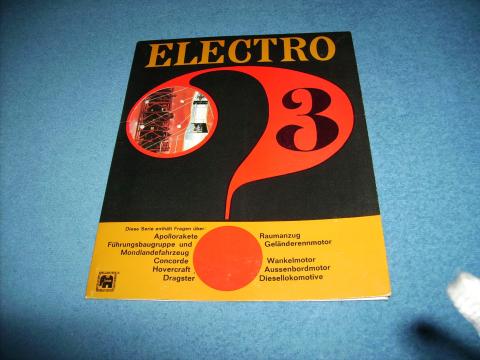 ELECTRO
3
Diese Serie enthält Fragen über:
Apollorakete
Führungsbaugruppe und
Mondlandefahrzeug
Concorde
Hovercraft
Dragster
Raumanzug
Geländerennmotor
Wankelmotor
Aussenbordmotor
Diesellokomotive